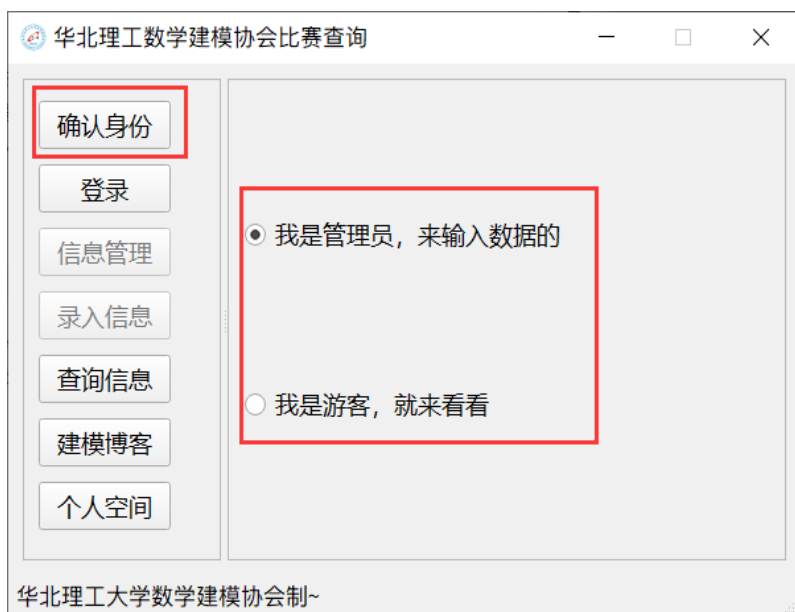 华北理工数学建模协会比赛查询
确认身份
登录
信息管理
录入信息
查询信息
建模博客
个人空间
我是管理员，来输入数据的
我是游客，就来看看
华北理工大学数学建模协会制~